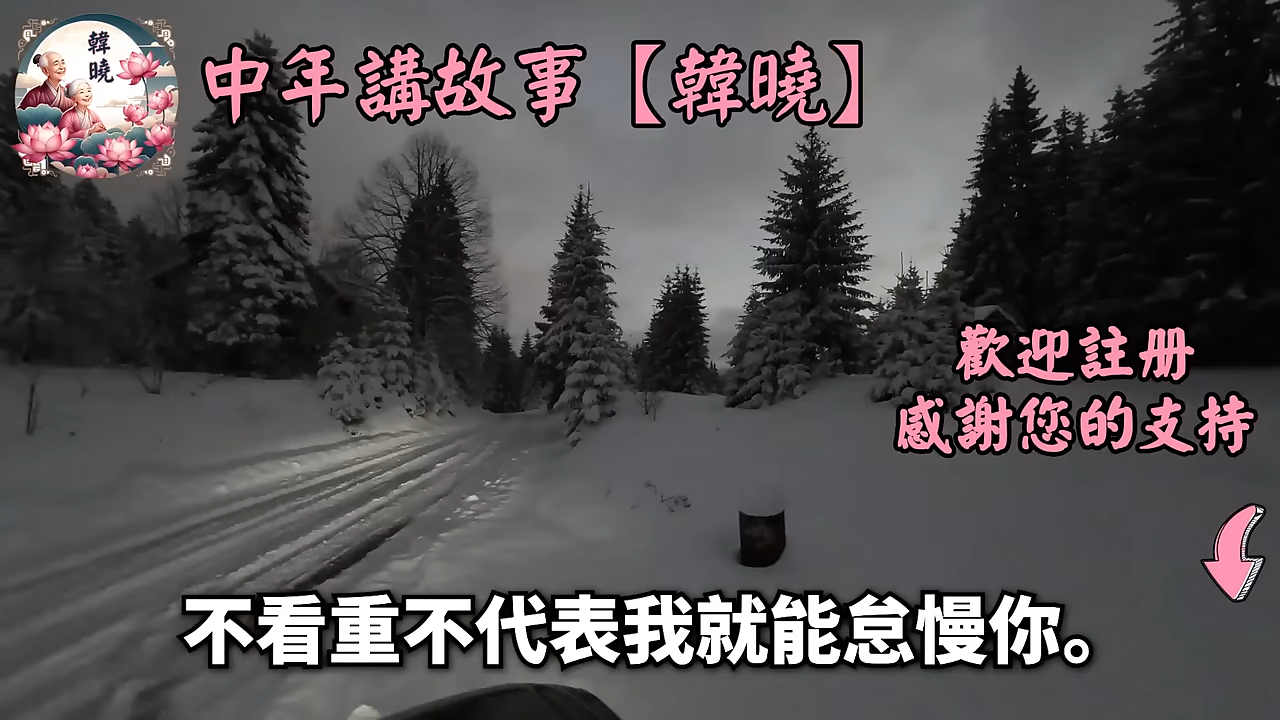 韓曉
中年講故事【韓曉】
歡迎註册
感謝您的支持
不看重不代表我就能怠慢你。